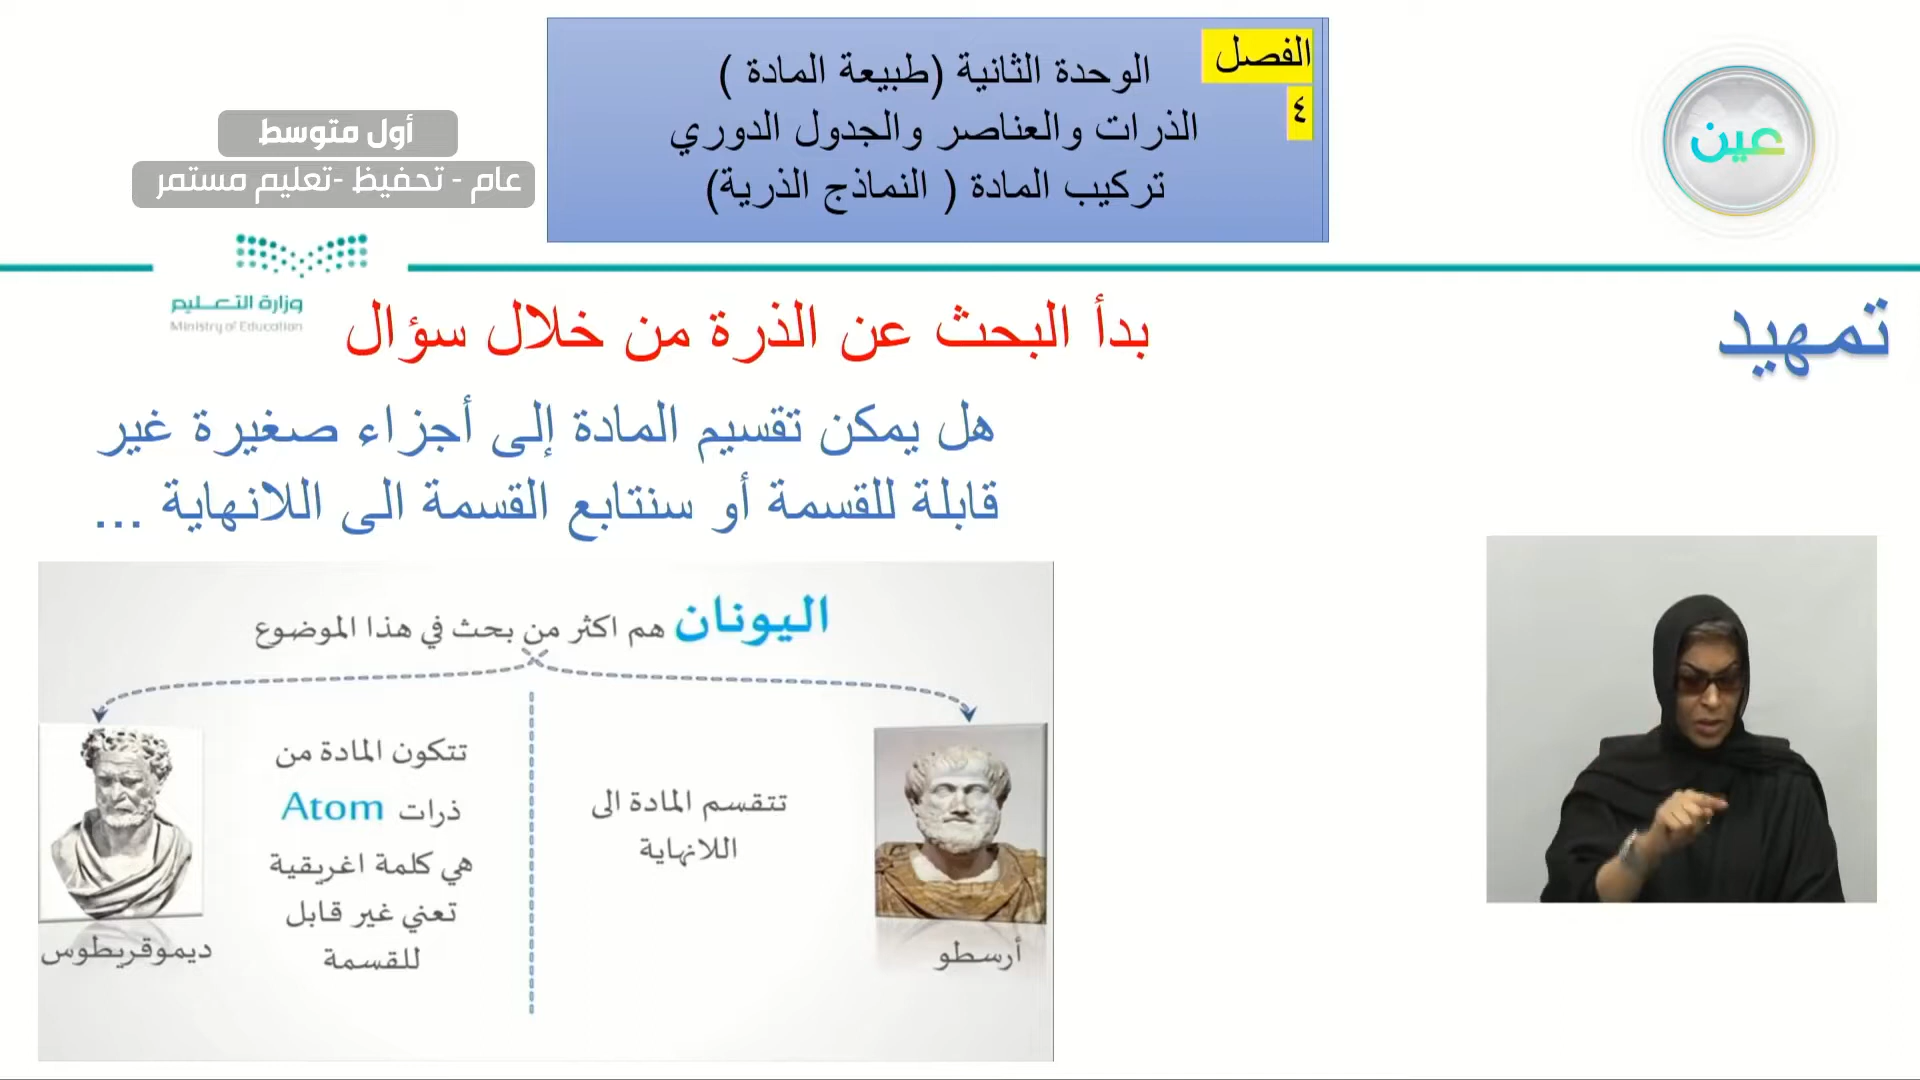 الفصل
٤
الوحدة الثانية (طبيعة المادة )
الذرات والعناصر والجدول الدوري
تركيب المادة ( النماذج الذرية)
أول متوسط
عام - تحفيظ -تعليم مستمر
عين
وزارة التعليم
Ministry of Education
تمهيد
بدأ البحث عن الذرة من خلال سؤال
هل يمكن تقسيم المادة إلى أجزاء صغيرة غير
قابلة للقسمة أو سنتابع القسمة الى اللانهاية ...
اليونان هم اكثر من بحث في هذا الموضوع
تتقسم المادة الى
اللانهاية
أرسطو
تتكون المادة من
ذرات Atom
هي كلمة اغريقية
تعني غير قابل
للقسمة
ديموقريطوس